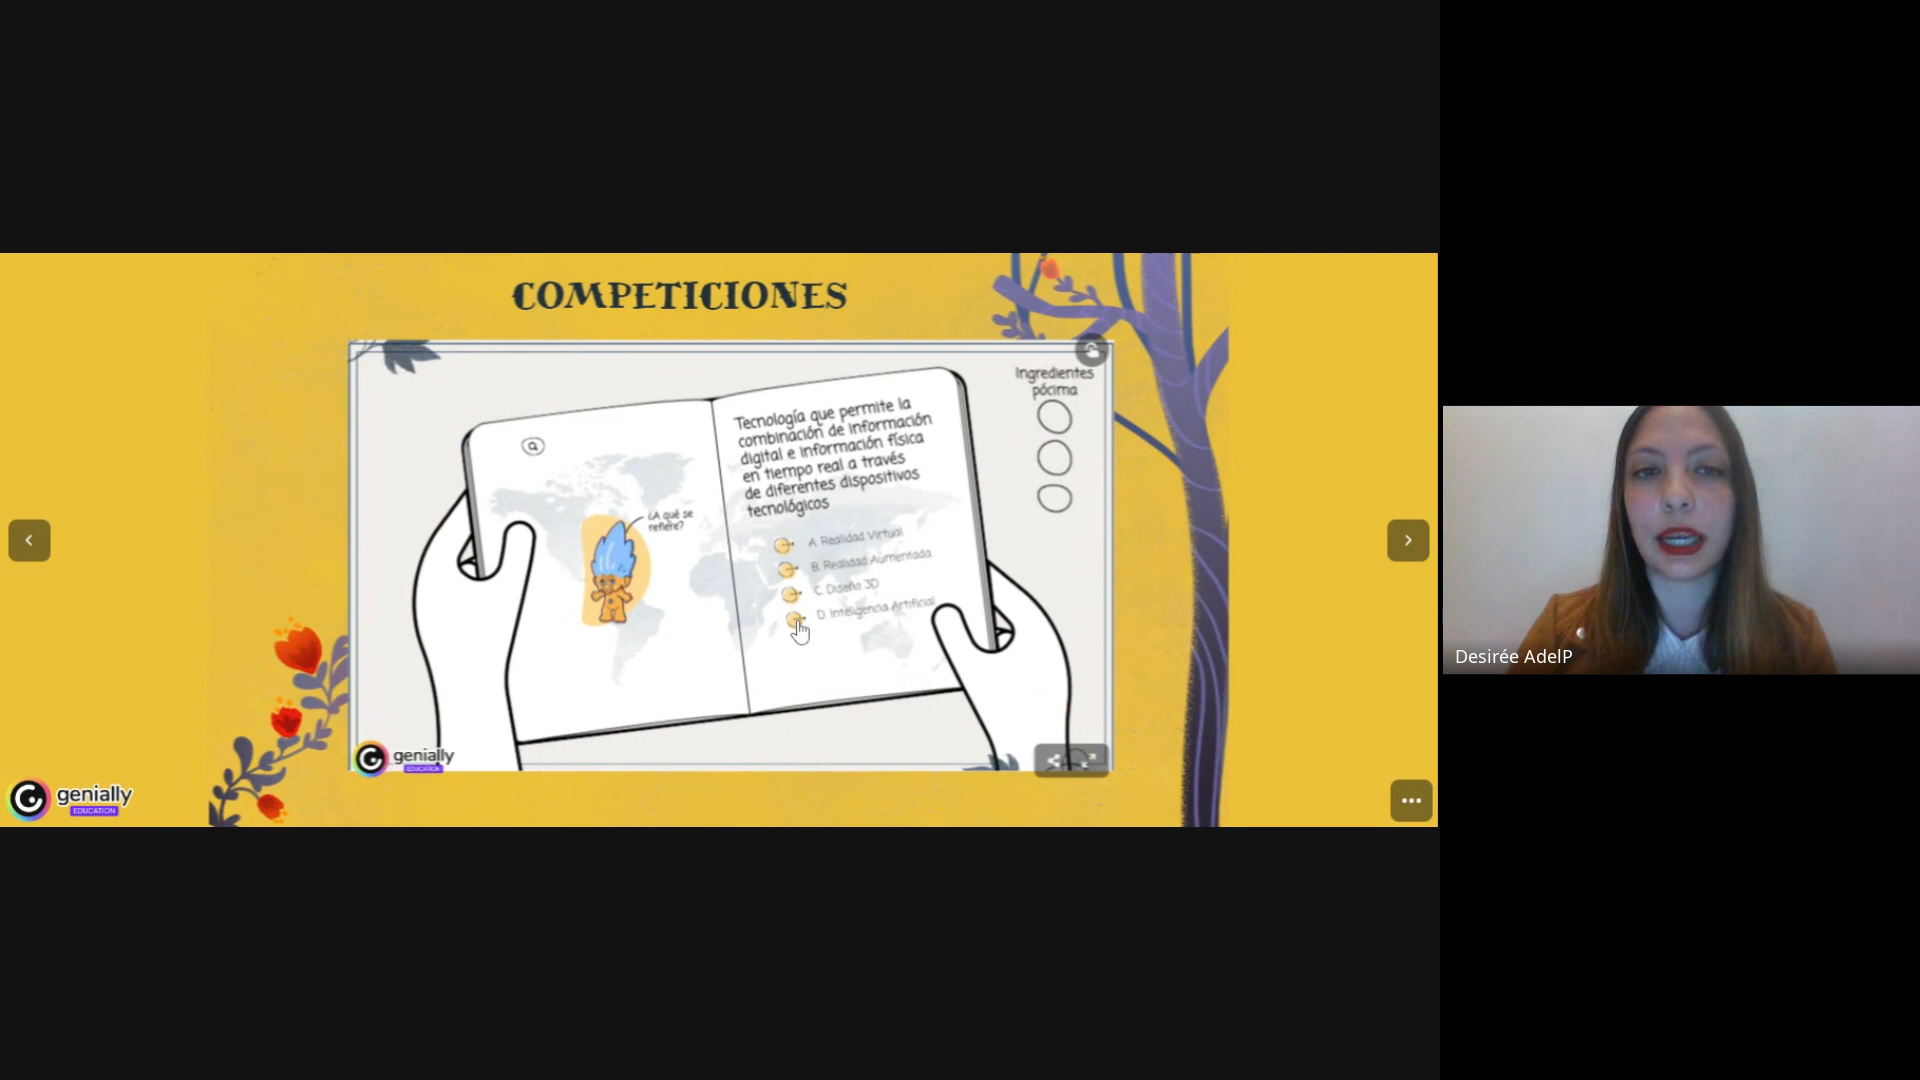 COMPETICIONES
Ingredientes
pócima
Tecnología que permite la
combinación de información
digital e información física
en tiempo real a través
de diferentes dispositivos
tecnológicos
¿A qué se
refiere?
A. Realidad Virtual
B. Realidad Aumentada
C. Diseño 3D
D. Inteligencia Artificial
genially
EDUCATION
genially
EDUCATION
Desirée AdelP